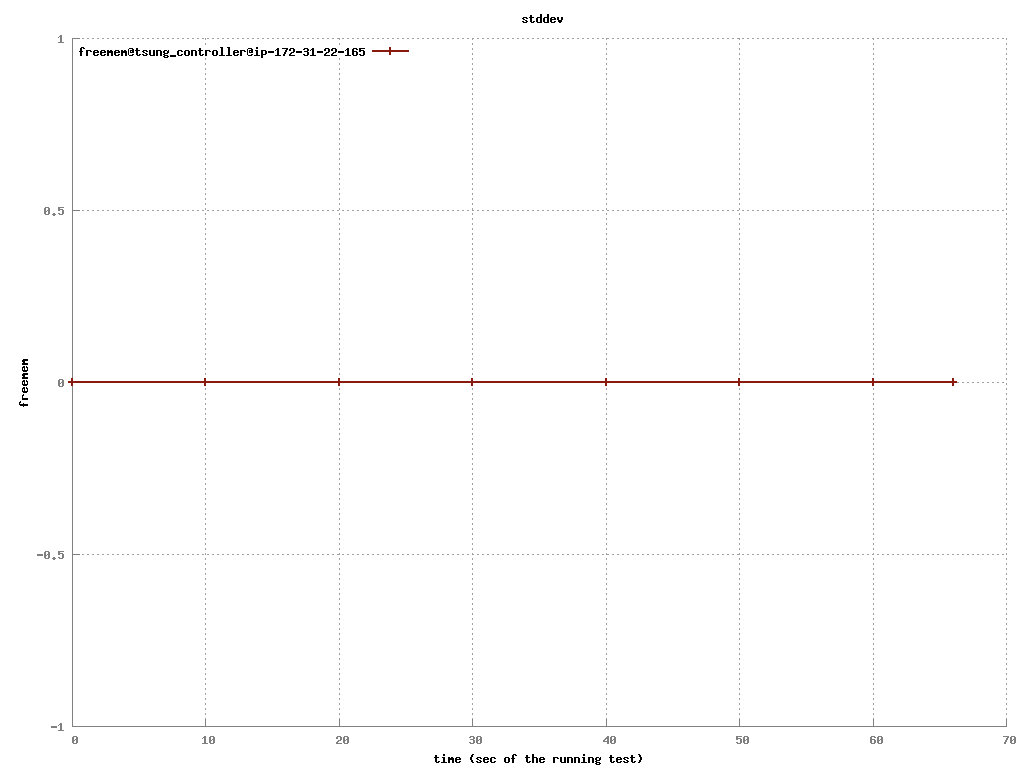 stddev
1
freemem@tsung_controller@ip-172-31-22-165
0.5
freemem
0
-0.5
-1
0 10 20 30 40 50 60 70
time (sec of the running test)